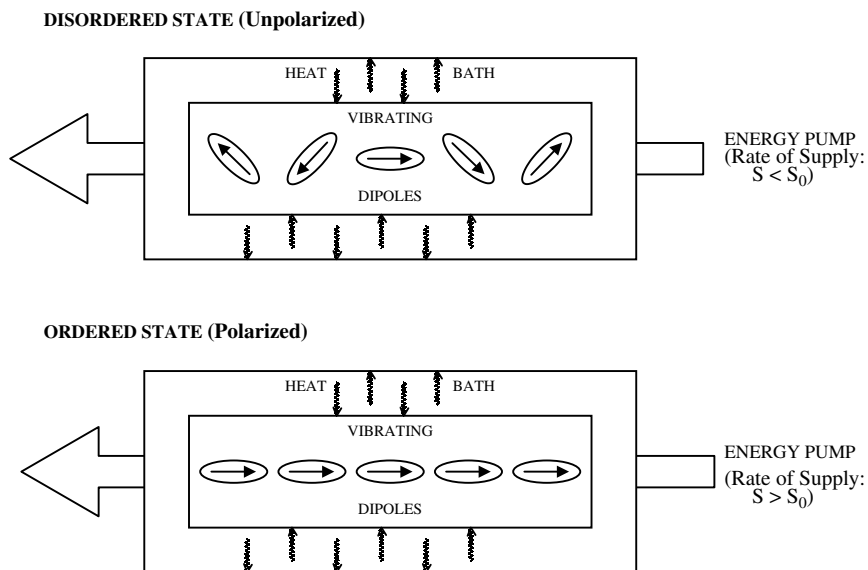 DISORDERED STATE (Unpolarized)
HEAT BATH
VIBRATING
DIPOLES
ENERGY PUMP
(Rate of Supply:
S < S₀)
ORDERED STATE (Polarized)
HEAT BATH
VIBRATING
DIPOLES
ENERGY PUMP
(Rate of Supply:
S > S₀)